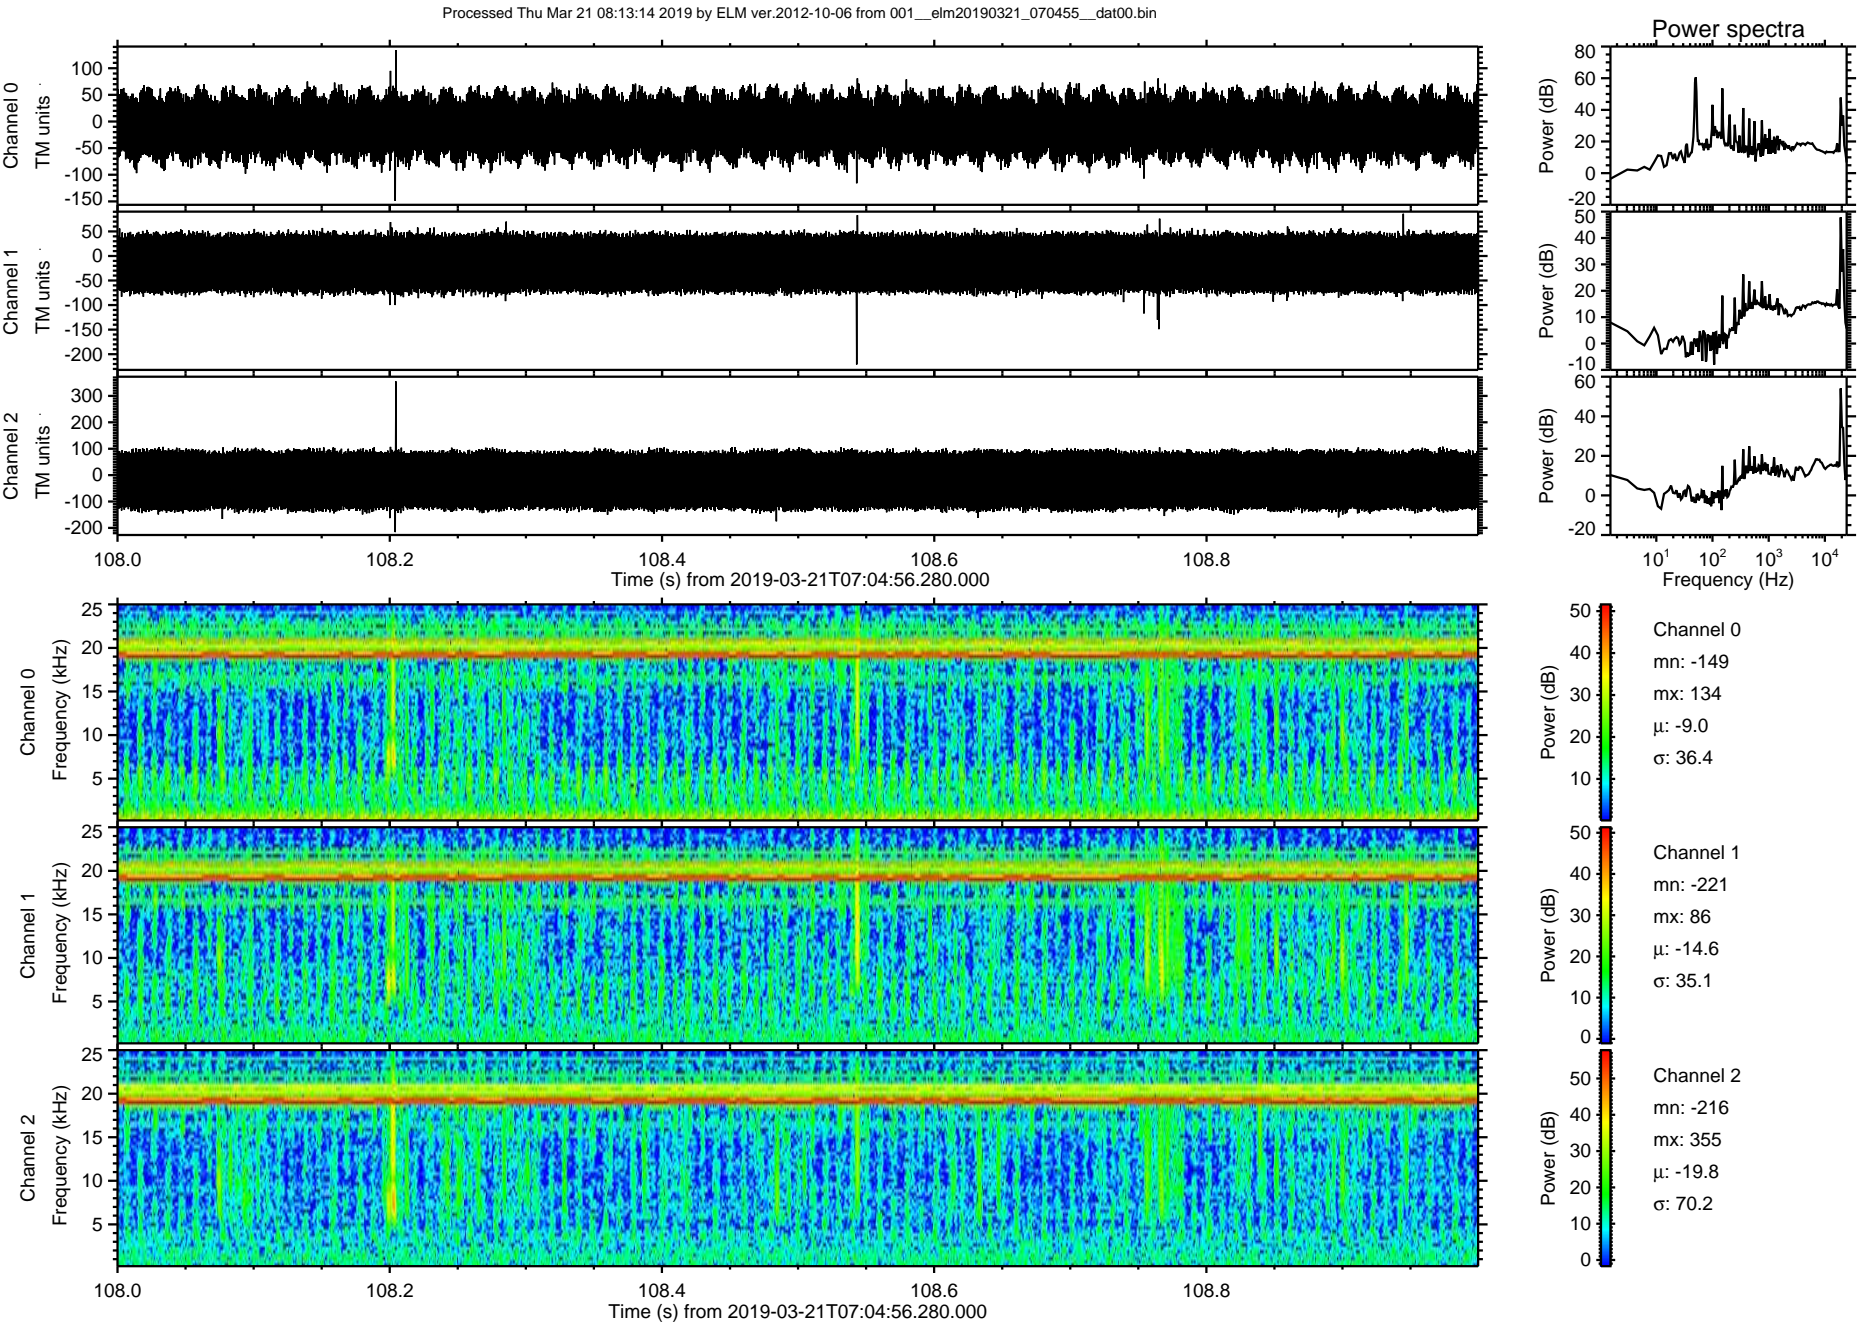 Processed Thu Mar 21 08:13:14 2019 by ELM ver.2012-10-06 from 001__elm20190321_070455__dat00.bin
Power spectra
Channel 0
TM units
100
50
0
-50
-100
-150
Power (dB)
80
60
40
20
0
-20
Channel 1
TM units
50
0
-50
-100
-150
-200
Power (dB)
50
40
30
20
10
0
-10
Channel 2
TM units
300
200
100
0
-100
-200
Power (dB)
60
40
20
0
-20
108.0 108.2 108.4 108.6 108.8
Time (s) from 2019-03-21T07:04:56.280.000
10¹ 10² 10³ 10⁴
Frequency (Hz)
Channel 0
Frequency (kHz)
25
20
15
10
5
Power (dB)
50
40
30
20
10
Channel 0
mn: -149
mx: 134
µ: -9.0
σ: 36.4
Channel 1
Frequency (kHz)
25
20
15
10
5
Power (dB)
50
40
30
20
10
0
Channel 1
mn: -221
mx: 86
µ: -14.6
σ: 35.1
Channel 2
Frequency (kHz)
25
20
15
10
5
Power (dB)
50
40
30
20
10
0
Channel 2
mn: -216
mx: 355
µ: -19.8
σ: 70.2
108.0 108.2 108.4 108.6 108.8
Time (s) from 2019-03-21T07:04:56.280.000